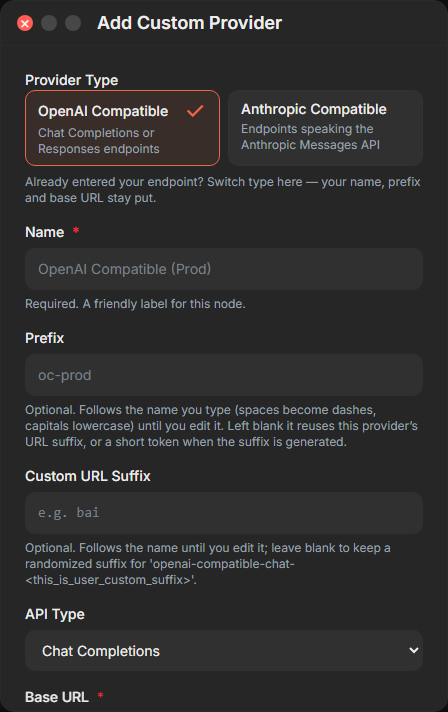 Add Custom Provider
Provider Type
OpenAI Compatible
Chat Completions or
Responses endpoints
Anthropic Compatible
Endpoints speaking the
Anthropic Messages API
Already entered your endpoint? Switch type here — your name, prefix
and base URL stay put.
Name *
OpenAI Compatible (Prod)
Required. A friendly label for this node.
Prefix
oc-prod
Optional. Follows the name you type (spaces become dashes,
capitals lowercase) until you edit it. Left blank it reuses this provider’s
URL suffix, or a short token when the suffix is generated.
Custom URL Suffix
e.g. bai
Optional. Follows the name until you edit it; leave blank to keep a
randomized suffix for 'openai-compatible-chat-
<this_is_user_custom_suffix>'.
API Type
Chat Completions
Base URL *